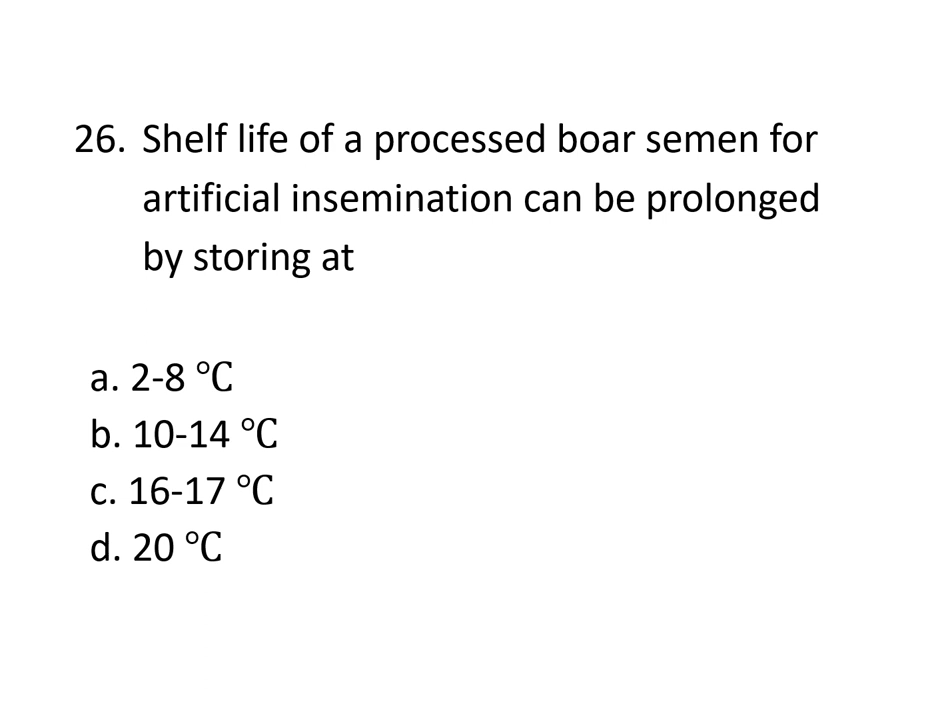 26. Shelf life of a processed boar semen for
artificial insemination can be prolonged
by storing at
a. 2-8 ℃
b. 10-14 ℃
c. 16-17 ℃
d. 20 ℃